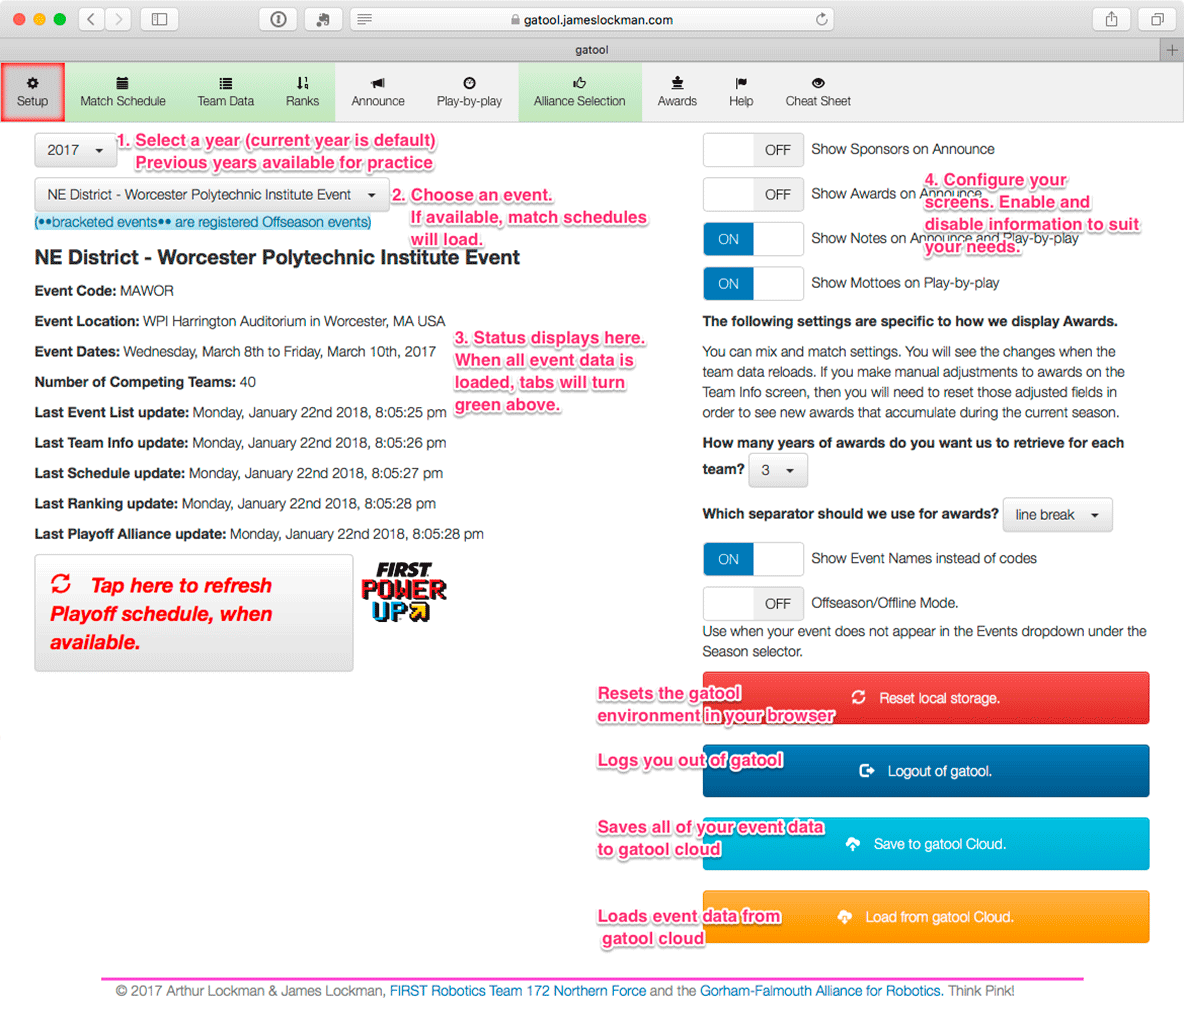 gatool.jameslockman.com
gatool
Setup
Match Schedule
Team Data
Ranks
Announce
Play-by-play
Alliance Selection
Awards
Help
Cheat Sheet
2017
1. Select a year (current year is default)
Previous years available for practice
NE District - Worcester Polytechnic Institute Event
2. Choose an event.
If available, match schedules
will load.
(••bracketed events•• are registered Offseason events)
NE District - Worcester Polytechnic Institute Event
Event Code: MAWOR
Event Location: WPI Harrington Auditorium in Worcester, MA USA
Event Dates: Wednesday, March 8th to Friday, March 10th, 2017
Number of Competing Teams: 40
Last Event List update: Monday, January 22nd 2018, 8:05:25 pm
Last Team Info update: Monday, January 22nd 2018, 8:05:26 pm
Last Schedule update: Monday, January 22nd 2018, 8:05:27 pm
Last Ranking update: Monday, January 22nd 2018, 8:05:28 pm
Last Playoff Alliance update: Monday, January 22nd 2018, 8:05:28 pm
3. Status displays here.
When all event data is
loaded, tabs will turn
green above.
Tap here to refresh
Playoff schedule, when
available.
FIRST
POWER
UP
OFF Show Sponsors on Announce
OFF Show Awards on Announce
ON Show Notes on Announce and Play-by-play
ON Show Mottoes on Play-by-play
4. Configure your
screens. Enable and
disable information to suit
your needs.
The following settings are specific to how we display Awards.
You can mix and match settings. You will see the changes when the
team data reloads. If you make manual adjustments to awards on the
Team Info screen, then you will need to reset those adjusted fields in
order to see new awards that accumulate during the current season.
How many years of awards do you want us to retrieve for each
team? 3
Which separator should we use for awards? line break
ON Show Event Names instead of codes
OFF Offseason/Offline Mode.
Use when your event does not appear in the Events dropdown under the
Season selector.
Resets the gatool
environment in your browser
Reset local storage.
Logs you out of gatool
Logout of gatool.
Saves all of your event data
to gatool cloud
Save to gatool Cloud.
Loads event data from
gatool cloud
Load from gatool Cloud.
© 2017 Arthur Lockman & James Lockman, FIRST Robotics Team 172 Northern Force and the Gorham-Falmouth Alliance for Robotics. Think Pink!